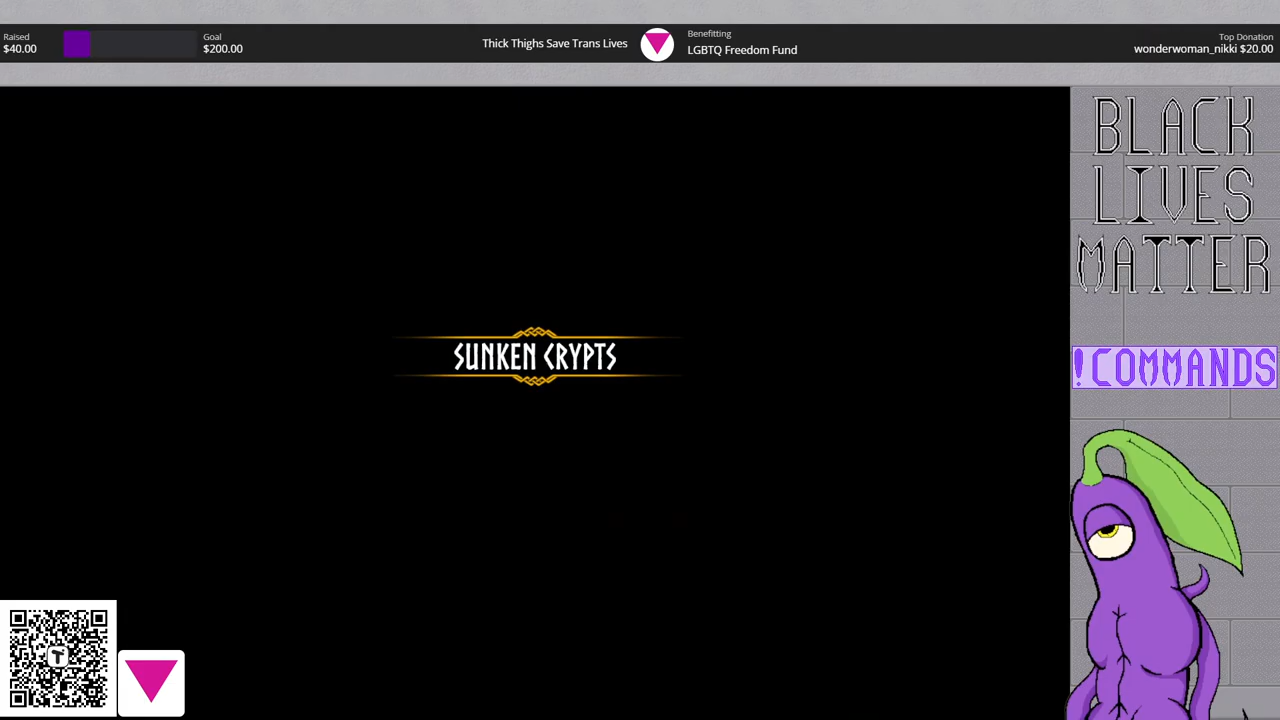 Raised
$40.00
Goal
$200.00
Thick Thighs Save Trans Lives
Benefitting
LGBTQ Freedom Fund
Top Donation
wonderwoman_nikki $20.00
BLACK
LIVES
MATTER
SUNKEN CRYPTS
!COMMANDS
T